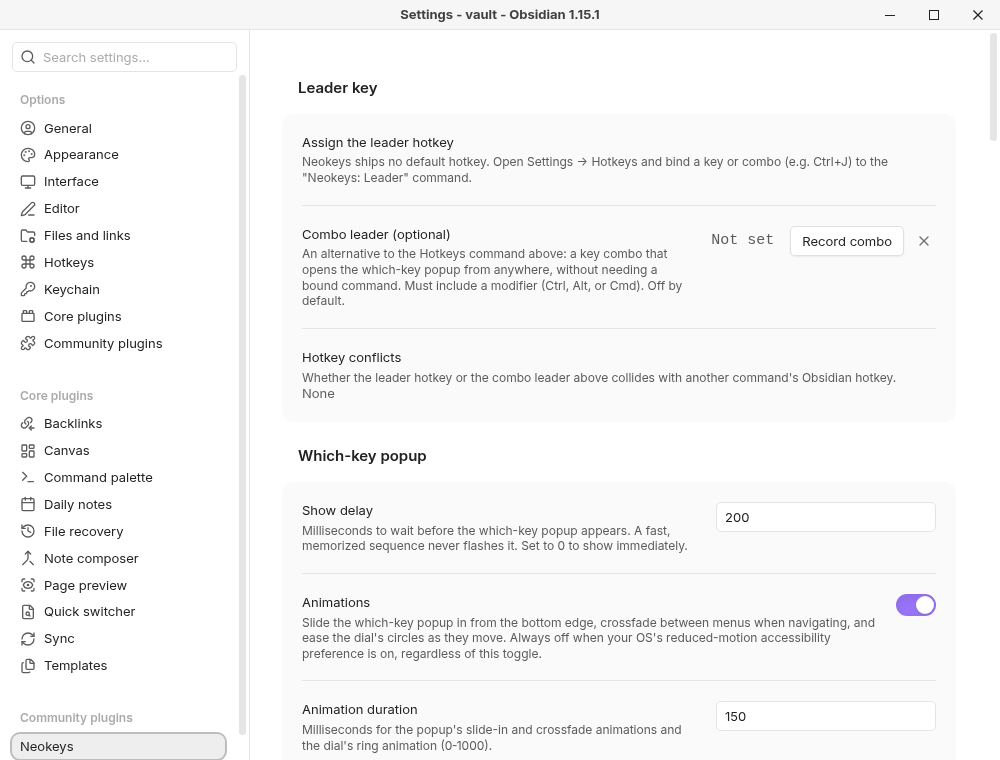 Settings - vault - Obsidian 1.15.1
Search settings...
Options
General
Appearance
Interface
Editor
Files and links
Hotkeys
Keychain
Core plugins
Community plugins
Core plugins
Backlinks
Canvas
Command palette
Daily notes
File recovery
Note composer
Page preview
Quick switcher
Sync
Templates
Community plugins
Neokeys
Leader key
Assign the leader hotkey
Neokeys ships no default hotkey. Open Settings → Hotkeys and bind a key or combo (e.g. Ctrl+J) to the
"Neokeys: Leader" command.
Combo leader (optional)
An alternative to the Hotkeys command above: a key combo that
opens the which-key popup from anywhere, without needing a
bound command. Must include a modifier (Ctrl, Alt, or Cmd). Off by
default.
Not set
Record combo
Hotkey conflicts
Whether the leader hotkey or the combo leader above collides with another command's Obsidian hotkey.
None
Which-key popup
Show delay
Milliseconds to wait before the which-key popup appears. A fast,
memorized sequence never flashes it. Set to 0 to show immediately.
200
Animations
Slide the which-key popup in from the bottom edge, crossfade between menus when navigating, and
ease the dial's circles as they move. Always off when your OS's reduced-motion accessibility
preference is on, regardless of this toggle.
Animation duration
Milliseconds for the popup's slide-in and crossfade animations and
the dial's ring animation (0-1000).
150